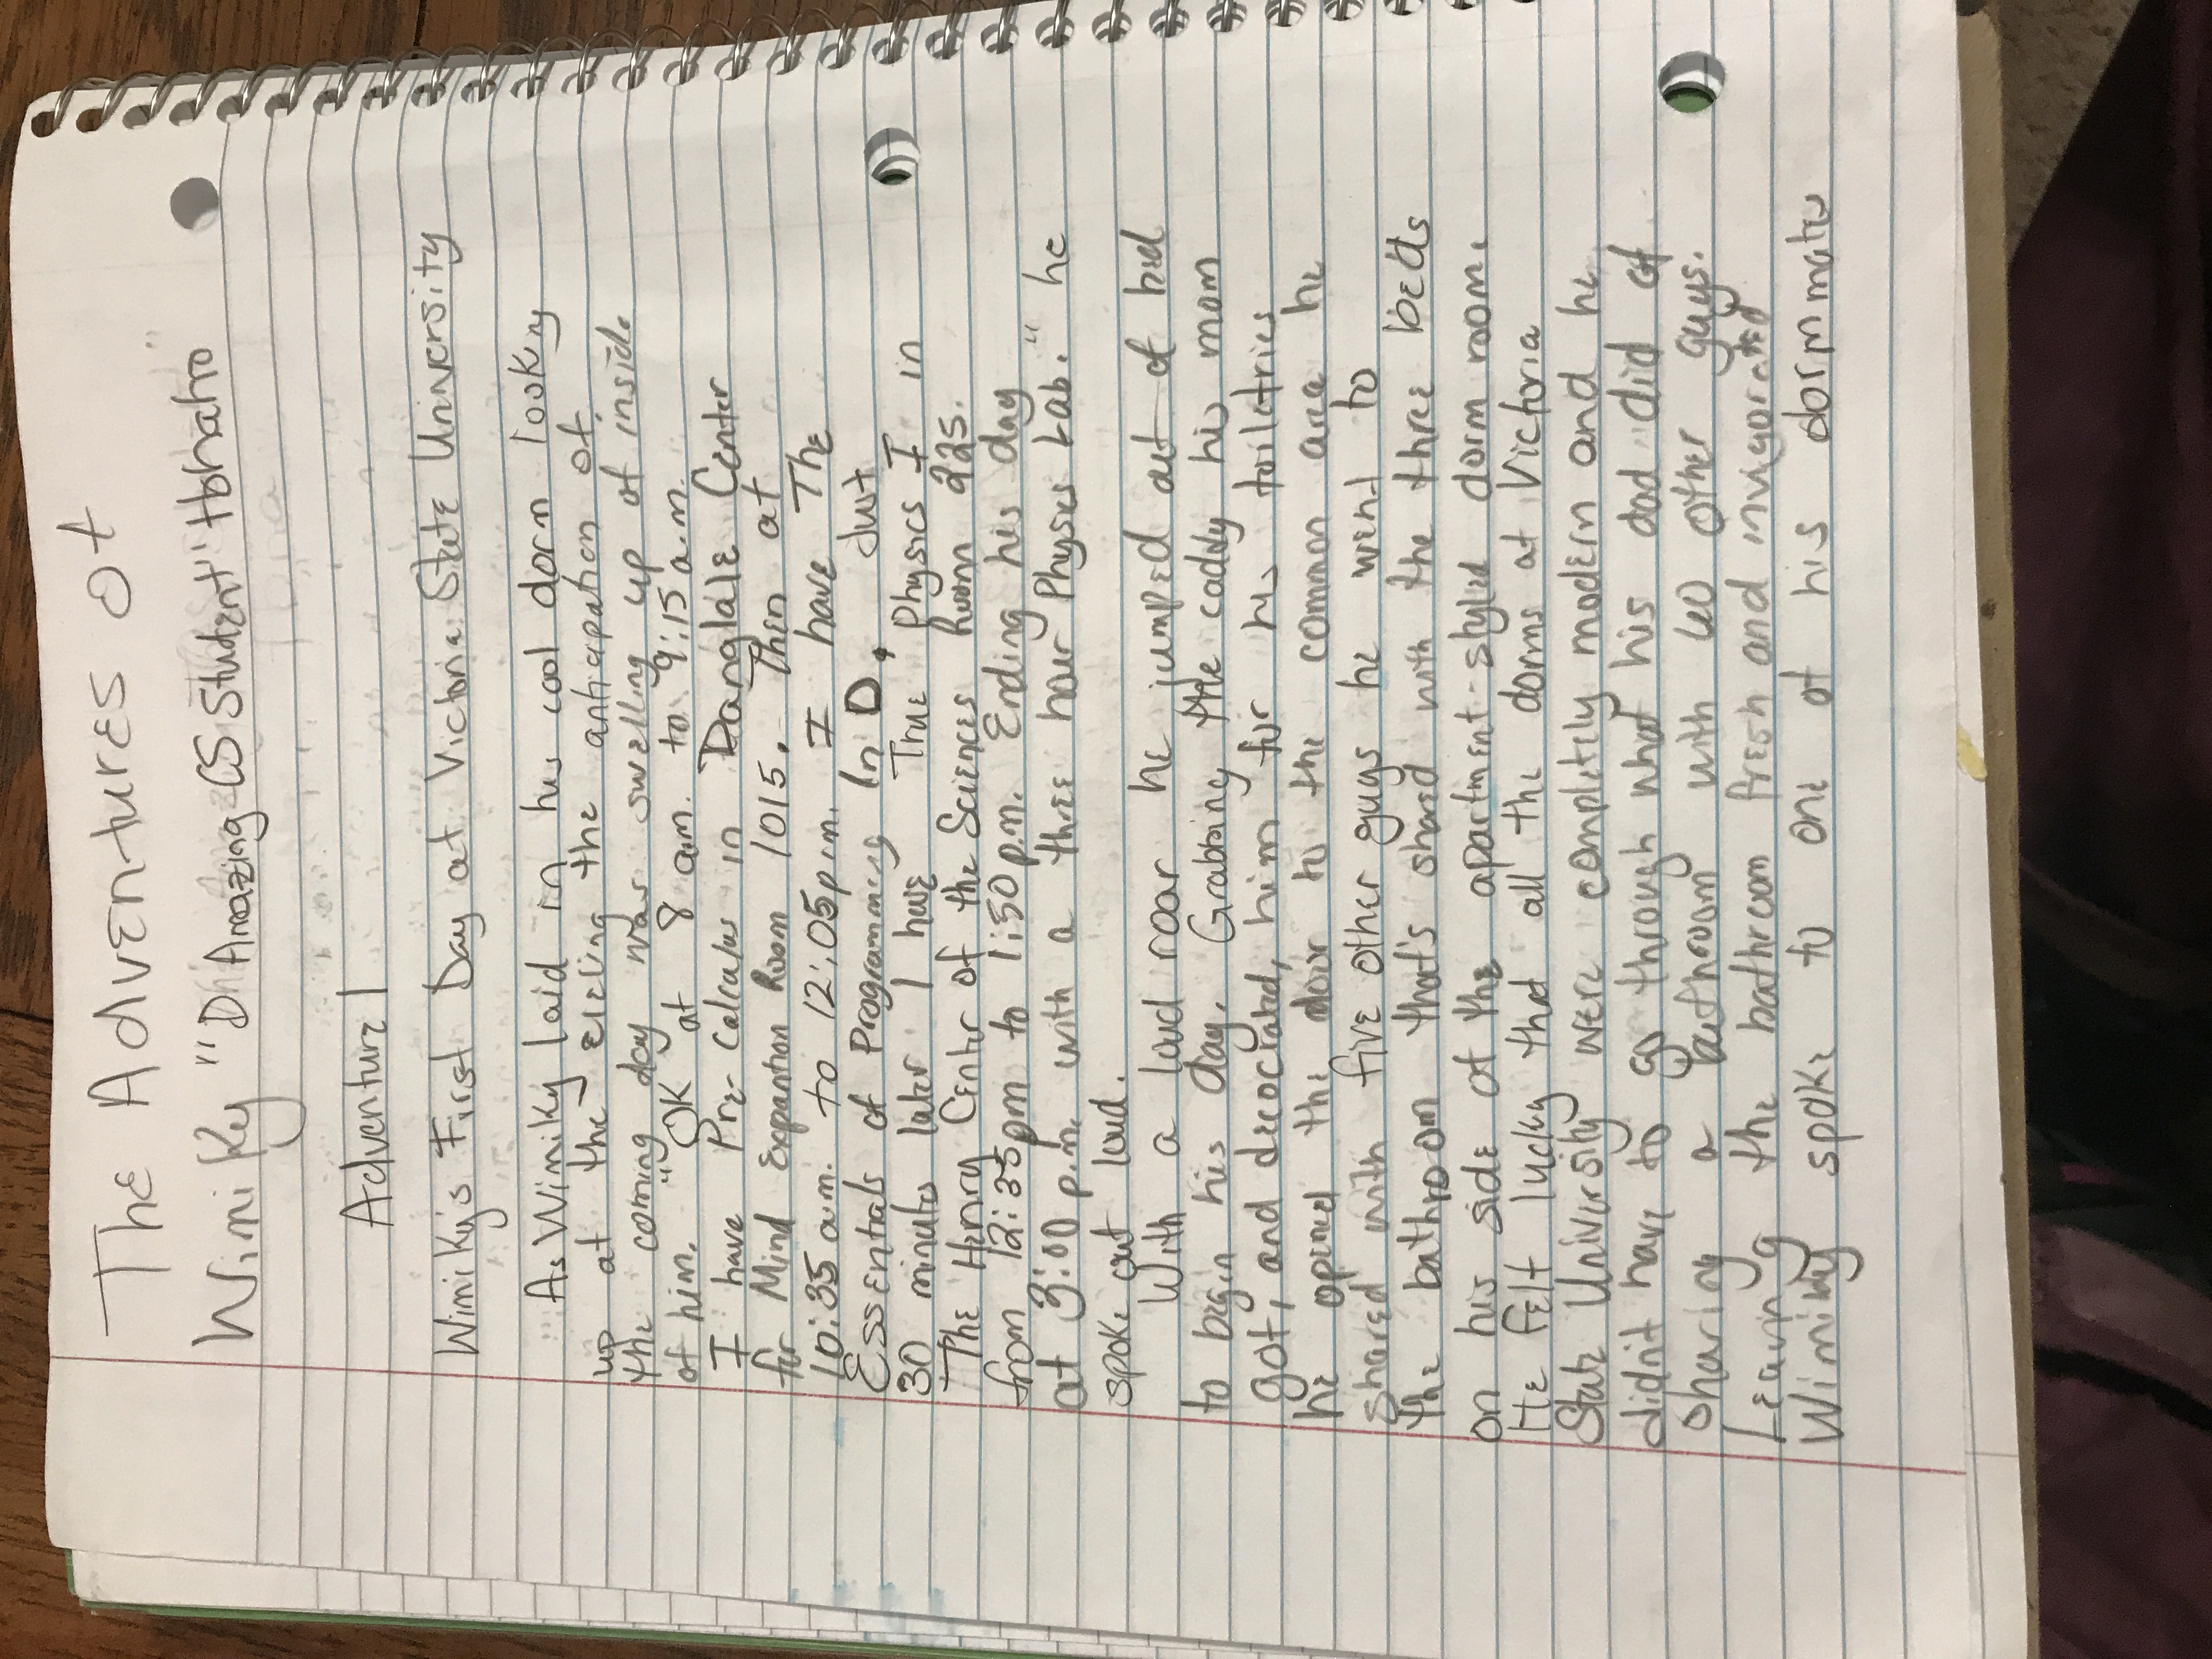 The Adventures of
Wimiky "D Amazing CS Student" Hbhaho
Adventure 1
Wimiky's First Day at Victoria State University
As Wimiky laid in his cool dorm looking
up at the the anticapation of
the coming day was swelling up of inside
of him. "OK at 8 a.m. to 9:15 a.m.
I have Pre-Calculus in Danglale Center
for Mind Expantion Room 1015. Then at
10:35 a.m. to 12:05 p.m. I have The
Essentials of Programming In D. Just
30 minutes later I have True Physics I in
The Henry Center of the Sciences Room 225.
from 12:35pm to 1:50 p.m. Ending his day
at 3:00 p.m. with a three hour Physics Lab." he
spoke out loud.
With a loud roar he jumped out of bed
to begin his day. Grabbing the caddy his mom
got, and decocrated, him for his toiletries
he opened the door to the common area he
shared with five other guys he went to
the bathroom that's shared with the three beds
on his side of the apartment-styled dorm room.
He felt lucky that all the dorms at Victoria
State University were completely modern and he
didn't have to go through what his dad did of
sharing a bathroom with 60 other guys.
Leaving the bathroom fresh and invigorated
Wimiky spoke to one of his dormmates